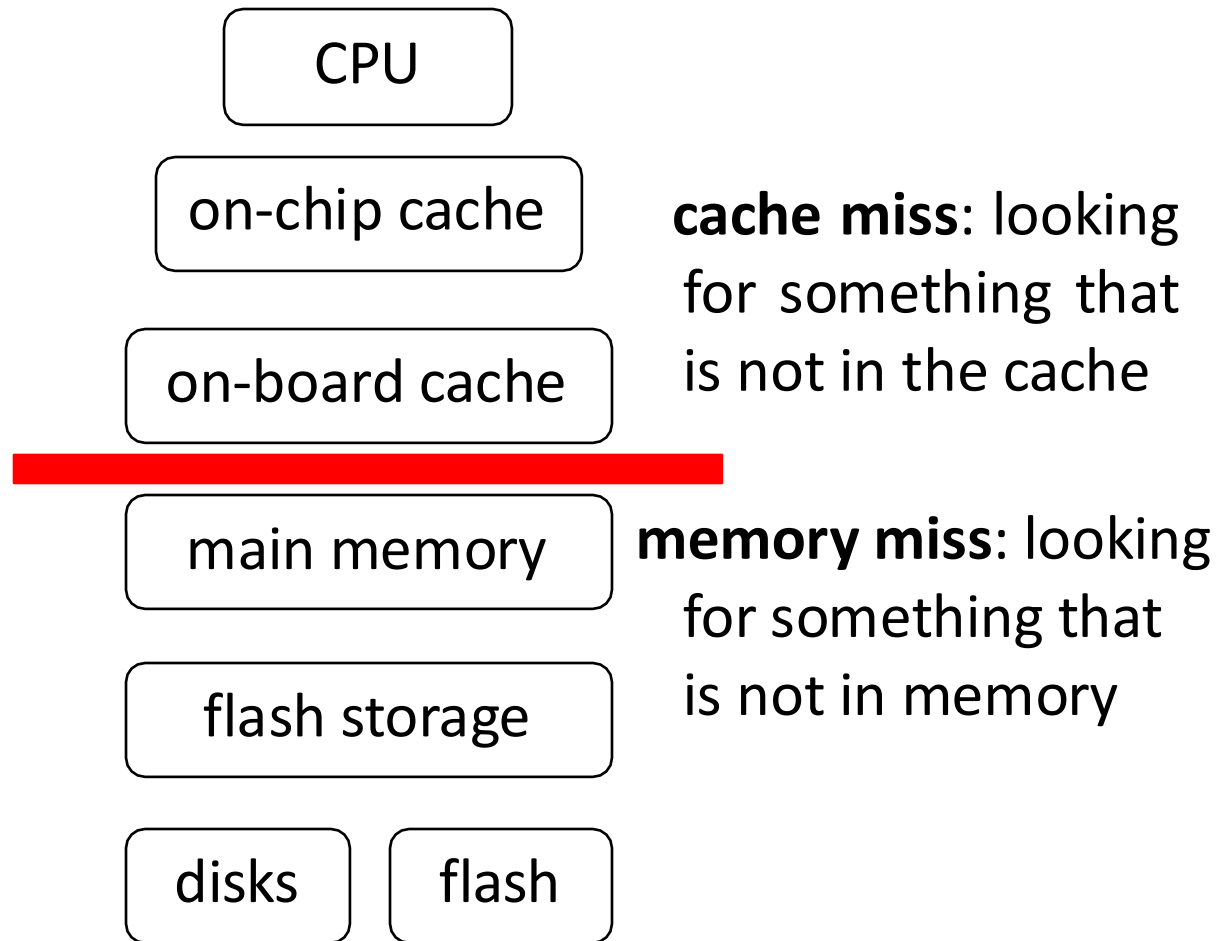 CPU
on-chip cache
cache miss: looking
for something that
is not in the cache
on-board cache
main memory
memory miss: looking
for something that
is not in memory
flash storage
disks
flash